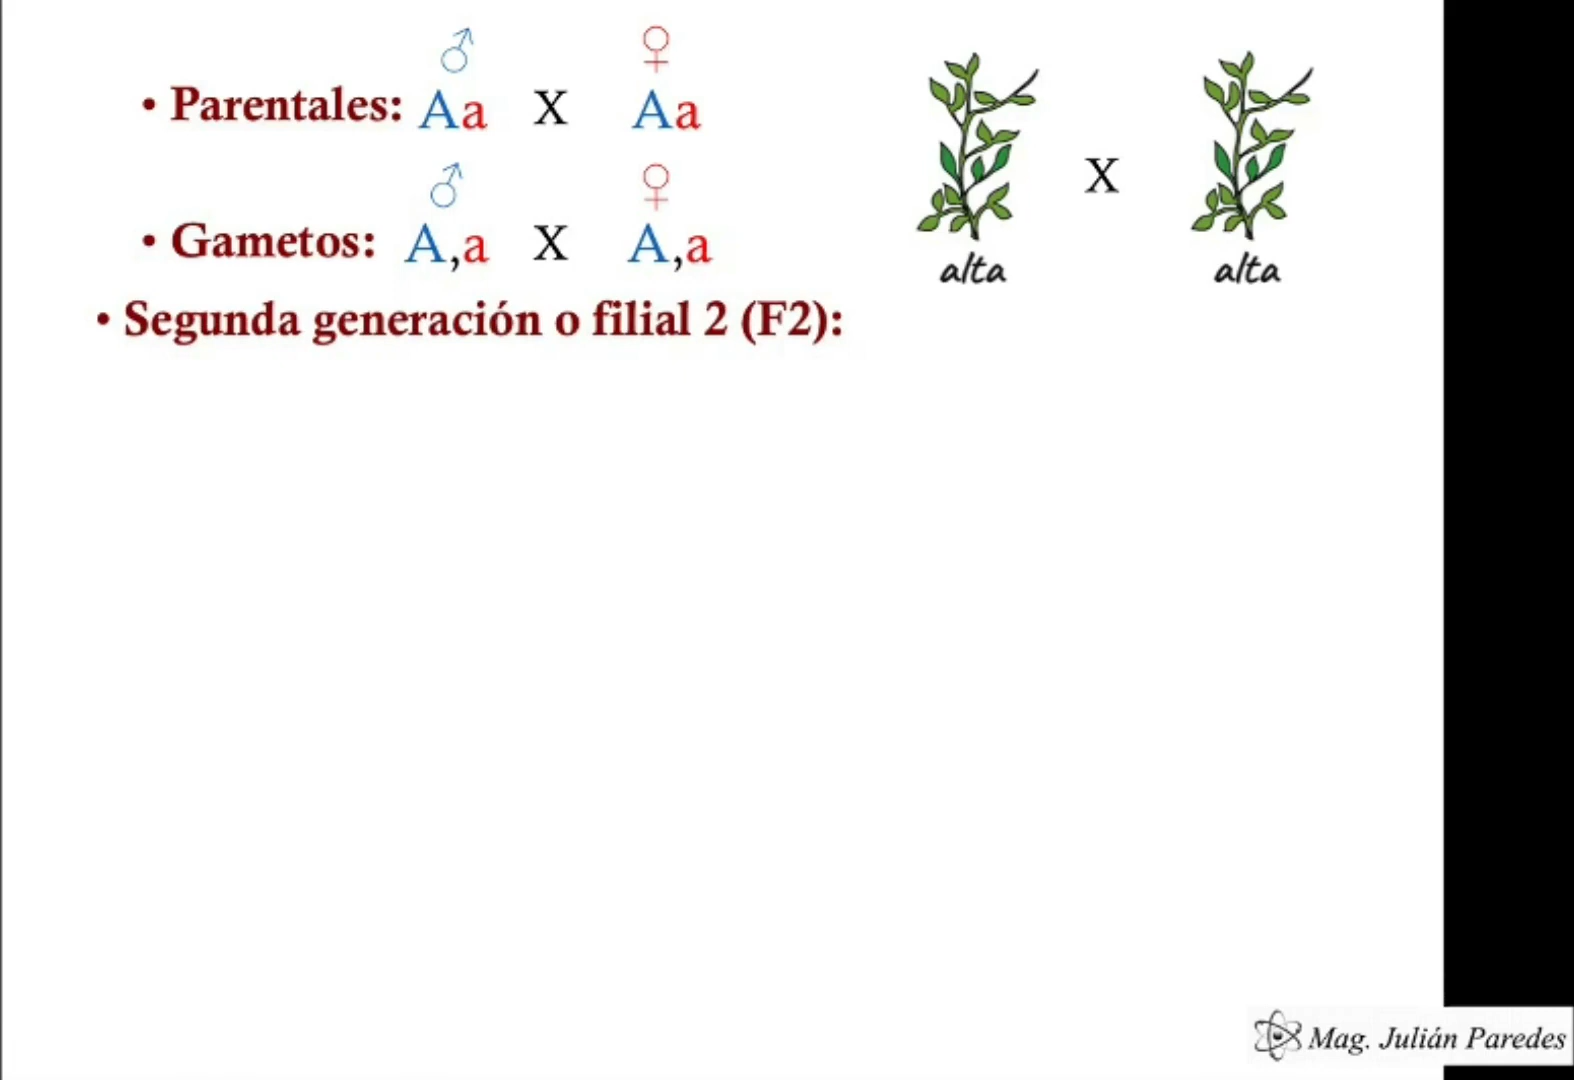 ♂ ♀
• Parentales: Aa X Aa
♂ ♀
• Gametos: A,a X A,a
X
alta alta
• Segunda generación o filial 2 (F2):
Mag. Julián Paredes